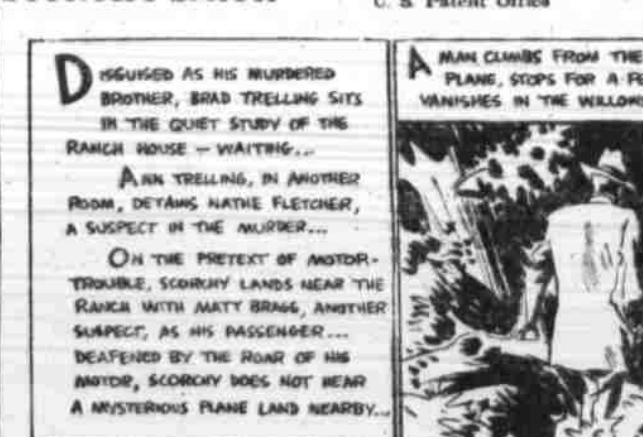 U. S. Patent Office
DISGUISED AS HIS MURDERED
BROTHER, BRAD TRELLING SITS
IN THE QUIET STUDY OF THE
RANCH HOUSE — WAITING...
ANN TRELLING, IN ANOTHER
ROOM, DETAINS NATHE FLETCHER,
A SUSPECT IN THE MURDER...
ON THE PRETEXT OF MOTOR-
TROUBLE, SCORCHY LANDS NEAR THE
RANCH WITH MATT BRAGG, ANOTHER
SUSPECT, AS HIS PASSENGER...
DEAFENED BY THE ROAR OF HIS
MOTOR, SCORCHY DOES NOT HEAR
A MYSTERIOUS PLANE LAND NEARBY...
A MAN CLIMBS FROM THE
PLANE, STOPS FOR A
VANISHES IN THE